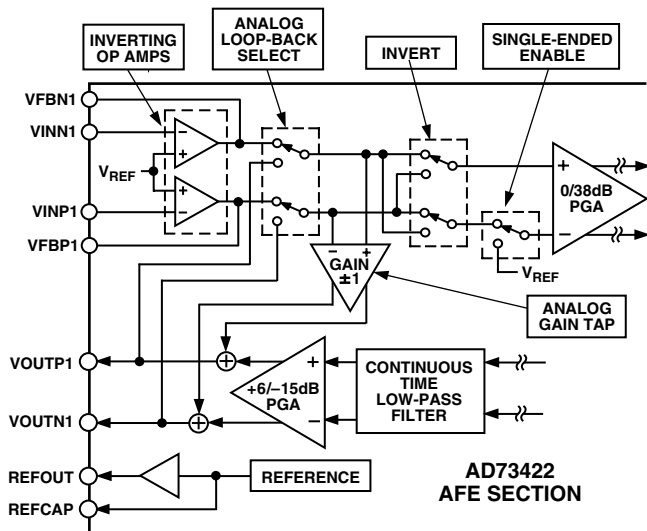 INVERTING
OP AMPS
ANALOG
LOOP-BACK
SELECT
INVERT
SINGLE-ENDED
ENABLE
VFBN1
VINN1
VREF
VINP1
VFBP1
−
+
+
−
+
0/38dB
PGA
−
VREF
− +
GAIN
±1
ANALOG
GAIN TAP
VOUTP1
+
+
+6/−15dB
PGA
−
CONTINUOUS
TIME
LOW-PASS
FILTER
VOUTN1
+
REFOUT
REFERENCE
REFCAP
AD73422
AFE SECTION